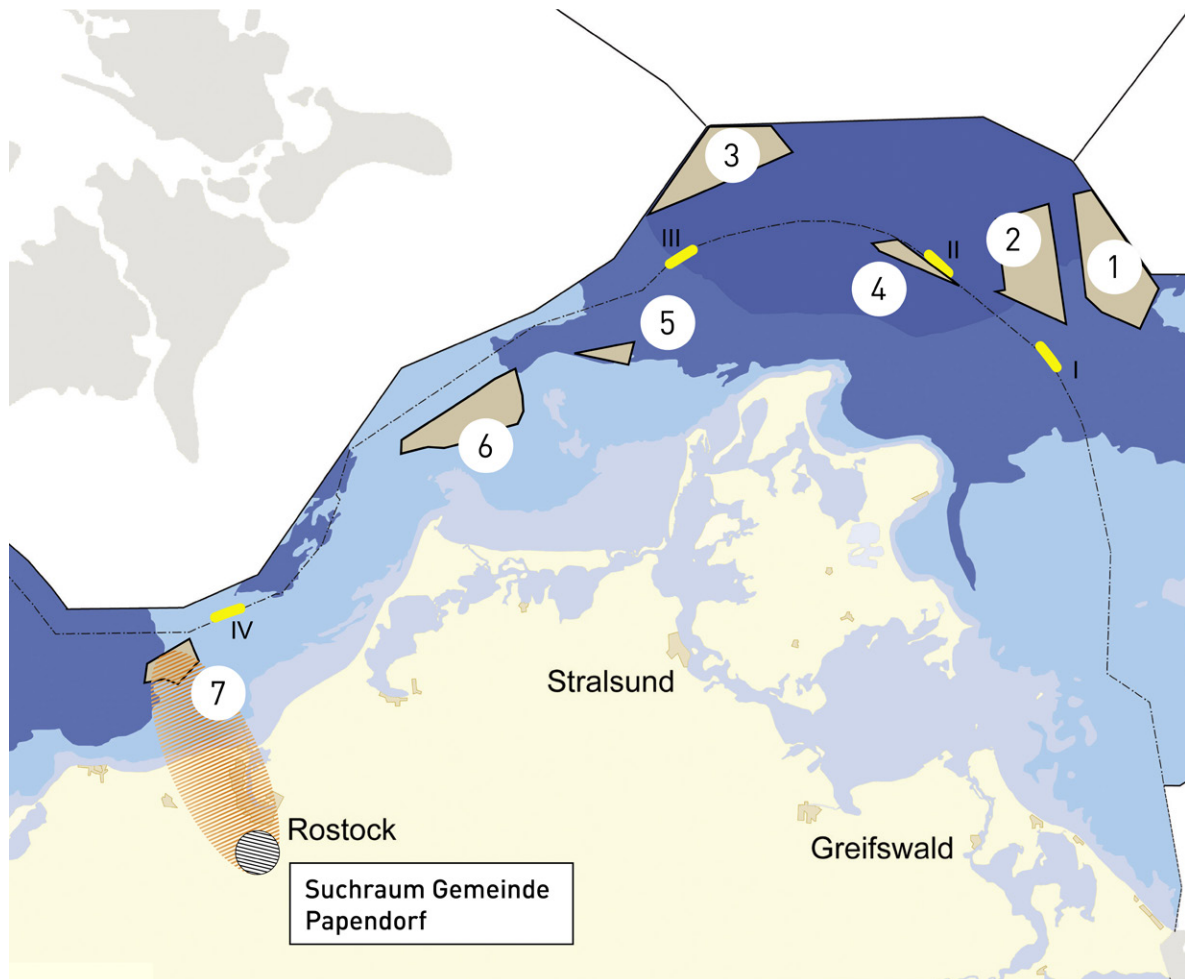 3
2
1
III
II
4
5
I
6
IV
7
Stralsund
Rostock
Greifswald
Suchraum Gemeinde
Papendorf